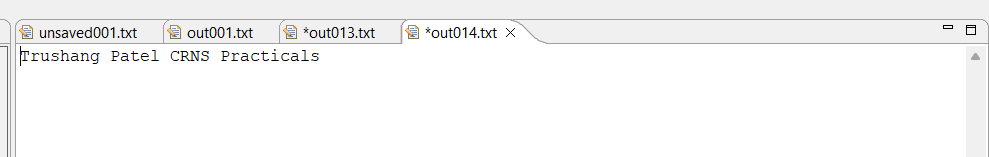 unsaved001.txt out001.txt *out013.txt *out014.txt
Trushang Patel CRNS Practicals